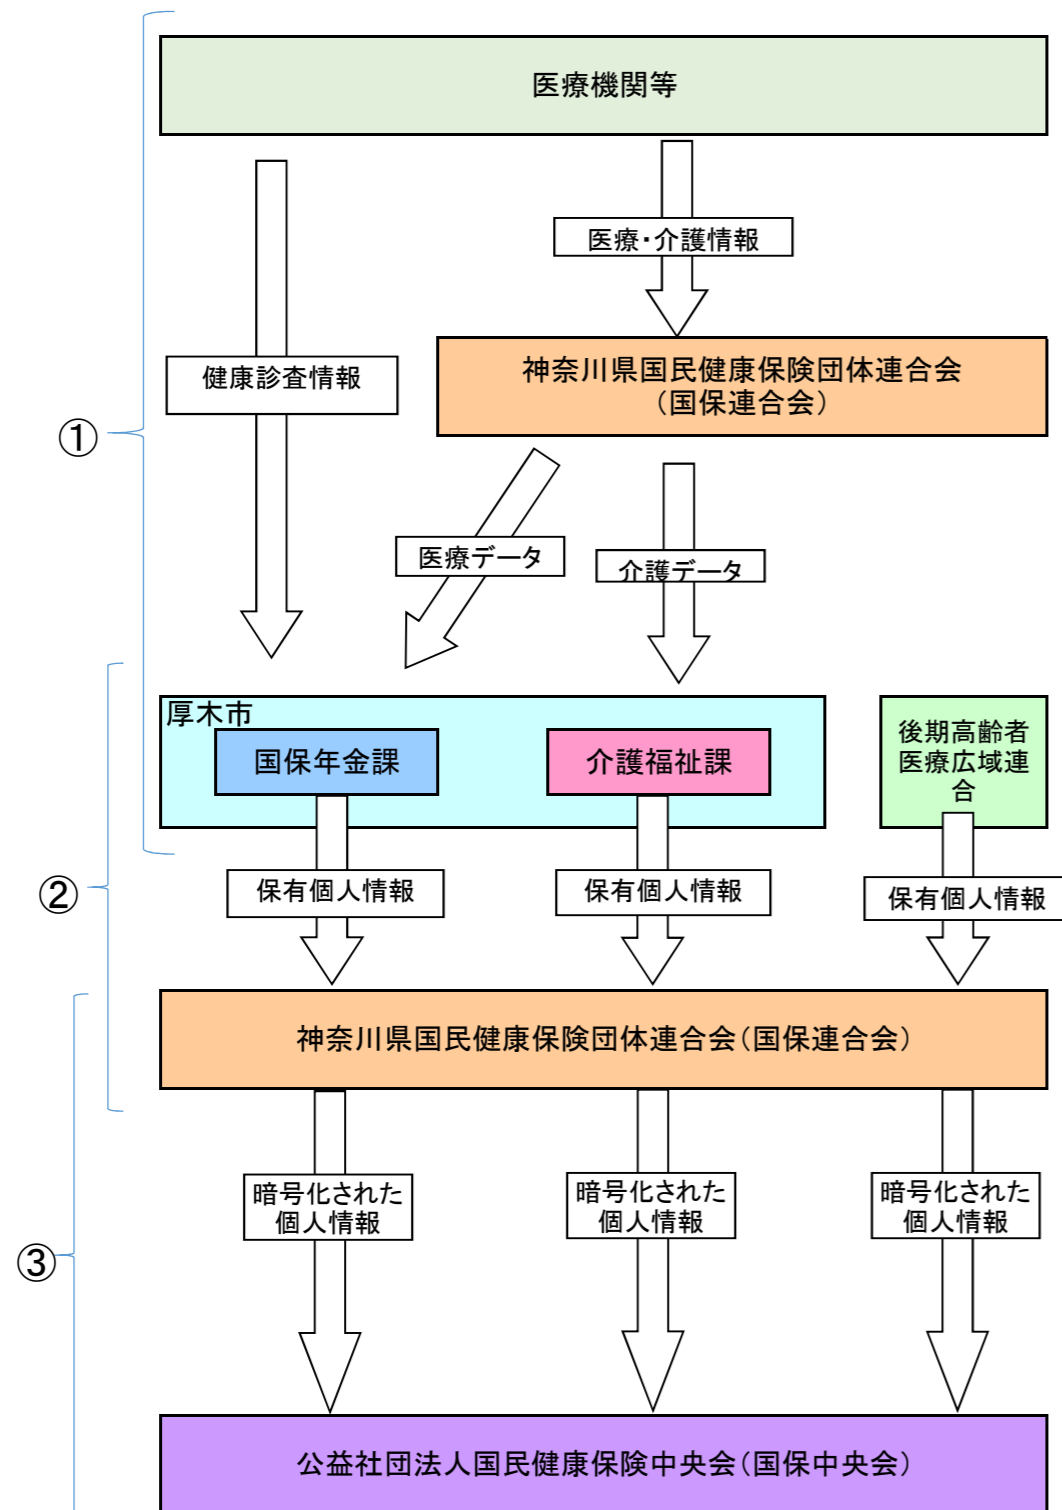 医療機関等
医療・介護情報
神奈川県国民健康保険団体連合会
（国保連合会）
健康診査情報
①
医療データ
介護データ
厚木市
国保年金課
介護福祉課
後期高齢者
医療広域連
合
②
保有個人情報
保有個人情報
保有個人情報
神奈川県国民健康保険団体連合会（国保連合会）
暗号化された
個人情報
暗号化された
個人情報
暗号化された
個人情報
③
公益社団法人国民健康保険中央会（国保中央会）